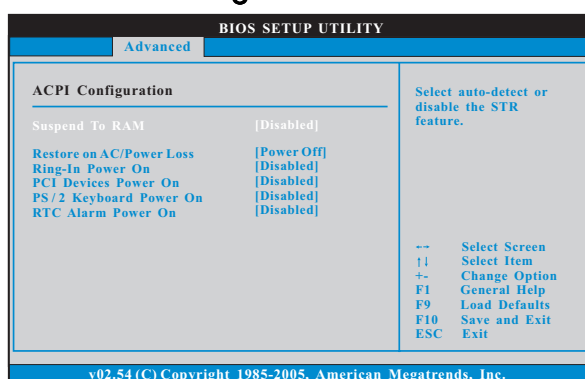 BIOS SETUP UTILITY
Advanced
ACPI Configuration
Suspend To RAM [Disabled]
Restore on AC/Power Loss [Power Off]
Ring-In Power On [Disabled]
PCI Devices Power On [Disabled]
PS/2 Keyboard Power On [Disabled]
RTC Alarm Power On [Disabled]
Select auto-detect or
disable the STR
feature.
←→ Select Screen
↑↓ Select Item
+- Change Option
F1 General Help
F9 Load Defaults
F10 Save and Exit
ESC Exit
v02.54 (C) Copyright 1985-2005, American Megatrends, Inc.